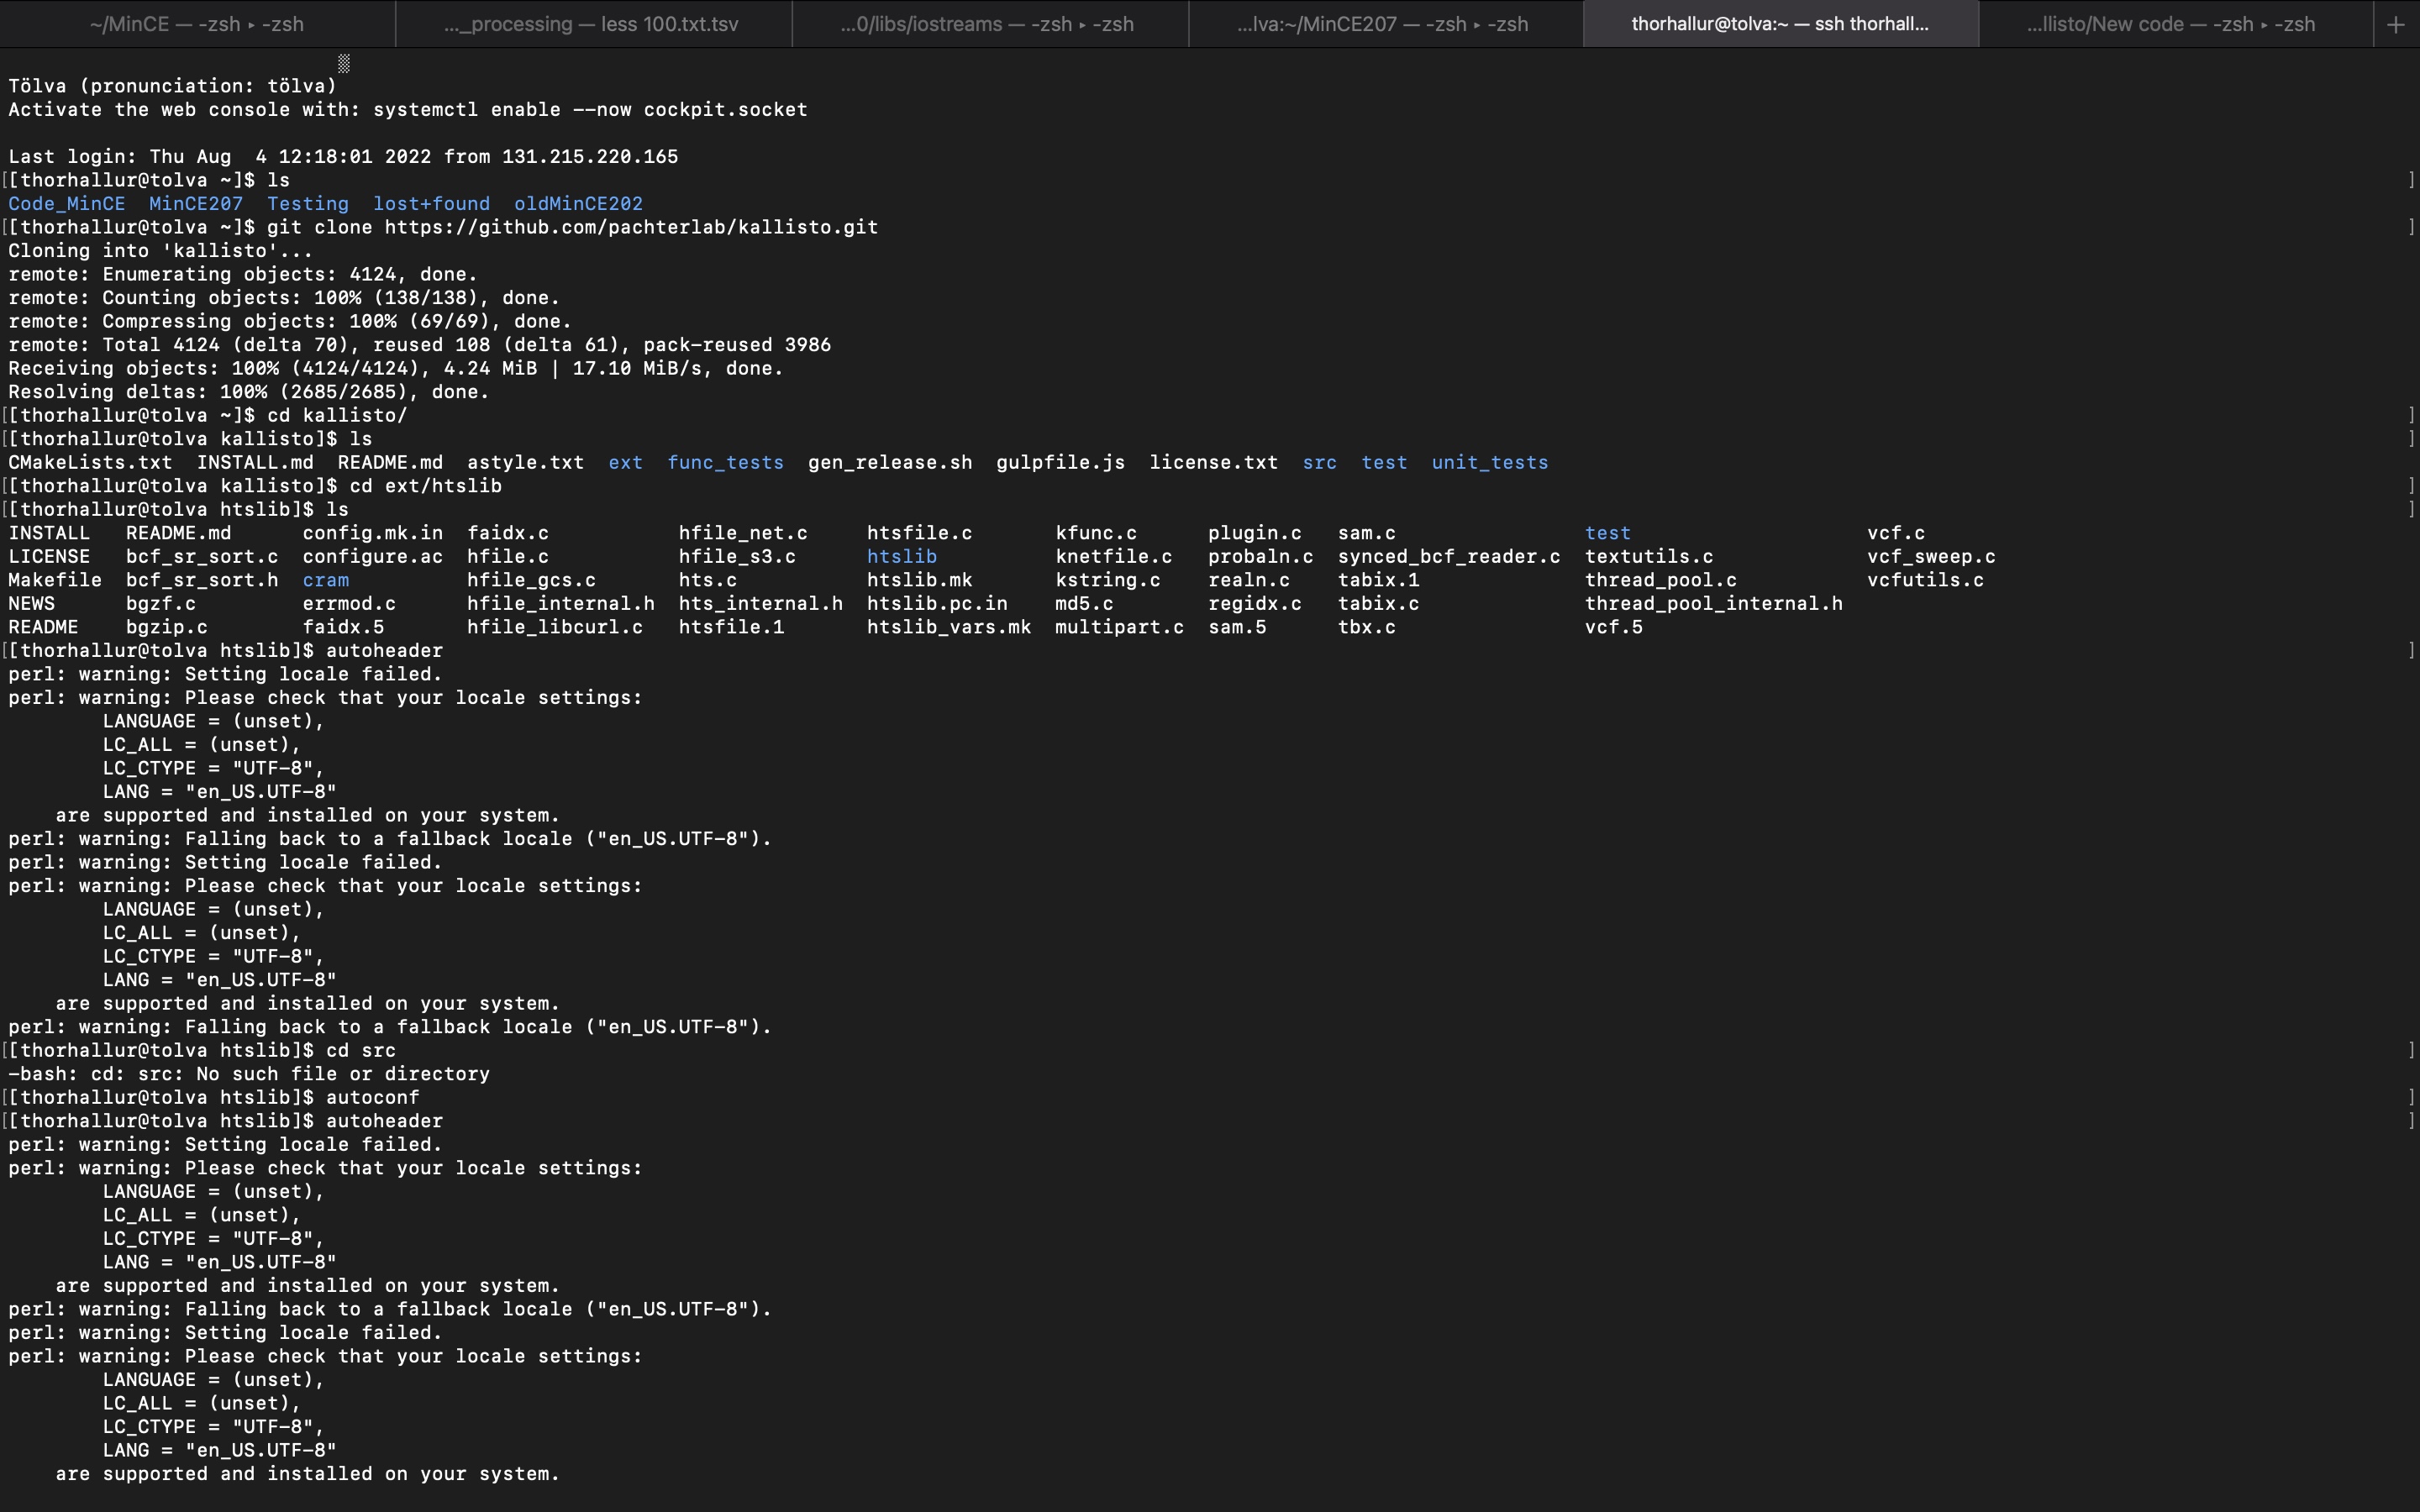 ~/MinCE — -zsh ▸ -zsh
..._processing — less 100.txt.tsv
...0/libs/iostreams — -zsh ▸ -zsh
...lva:~/MinCE207 — -zsh ▸ -zsh
thorhallur@tolva:~ — ssh thorhall...
...llisto/New code — -zsh ▸ -zsh
+
Tölva (pronunciation: tölva)
Activate the web console with: systemctl enable --now cockpit.socket
Last login: Thu Aug  4 12:18:01 2022 from 131.215.220.165
[[thorhallur@tolva ~]$ ls ]
Code_MinCE  MinCE207  Testing  lost+found  oldMinCE202
[[thorhallur@tolva ~]$ git clone https://github.com/pachterlab/kallisto.git ]
Cloning into 'kallisto'...
remote: Enumerating objects: 4124, done.
remote: Counting objects: 100% (138/138), done.
remote: Compressing objects: 100% (69/69), done.
remote: Total 4124 (delta 70), reused 108 (delta 61), pack-reused 3986
Receiving objects: 100% (4124/4124), 4.24 MiB | 17.10 MiB/s, done.
Resolving deltas: 100% (2685/2685), done.
[[thorhallur@tolva ~]$ cd kallisto/ ]
[[thorhallur@tolva kallisto]$ ls ]
CMakeLists.txt  INSTALL.md  README.md  astyle.txt  ext  func_tests  gen_release.sh  gulpfile.js  license.txt  src  test  unit_tests
[[thorhallur@tolva kallisto]$ cd ext/htslib ]
[[thorhallur@tolva htslib]$ ls ]
INSTALL   README.md      config.mk.in  faidx.c           hfile_net.c    htsfile.c      kfunc.c      plugin.c   sam.c                test                    vcf.c
LICENSE   bcf_sr_sort.c  configure.ac  hfile.c           hfile_s3.c     htslib         knetfile.c   probaln.c  synced_bcf_reader.c  textutils.c             vcf_sweep.c
Makefile  bcf_sr_sort.h  cram          hfile_gcs.c       hts.c          htslib.mk      kstring.c    realn.c    tabix.1              thread_pool.c           vcfutils.c
NEWS      bgzf.c         errmod.c      hfile_internal.h  hts_internal.h  htslib.pc.in   md5.c        regidx.c   tabix.c              thread_pool_internal.h
README    bgzip.c        faidx.5       hfile_libcurl.c   htsfile.1      htslib_vars.mk  multipart.c  sam.5      tbx.c                vcf.5
[[thorhallur@tolva htslib]$ autoheader ]
perl: warning: Setting locale failed.
perl: warning: Please check that your locale settings:
LANGUAGE = (unset),
LC_ALL = (unset),
LC_CTYPE = "UTF-8",
LANG = "en_US.UTF-8"
are supported and installed on your system.
perl: warning: Falling back to a fallback locale ("en_US.UTF-8").
perl: warning: Setting locale failed.
perl: warning: Please check that your locale settings:
LANGUAGE = (unset),
LC_ALL = (unset),
LC_CTYPE = "UTF-8",
LANG = "en_US.UTF-8"
are supported and installed on your system.
perl: warning: Falling back to a fallback locale ("en_US.UTF-8").
[[thorhallur@tolva htslib]$ cd src ]
-bash: cd: src: No such file or directory
[[thorhallur@tolva htslib]$ autoconf ]
[[thorhallur@tolva htslib]$ autoheader ]
perl: warning: Setting locale failed.
perl: warning: Please check that your locale settings:
LANGUAGE = (unset),
LC_ALL = (unset),
LC_CTYPE = "UTF-8",
LANG = "en_US.UTF-8"
are supported and installed on your system.
perl: warning: Falling back to a fallback locale ("en_US.UTF-8").
perl: warning: Setting locale failed.
perl: warning: Please check that your locale settings:
LANGUAGE = (unset),
LC_ALL = (unset),
LC_CTYPE = "UTF-8",
LANG = "en_US.UTF-8"
are supported and installed on your system.